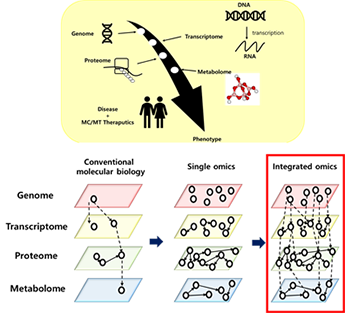 DNA
Genome
transcription
Transcriptome
RNA
Proteome
Metabolome
Disease
+
MC/MT Theraputics
Phenotype
Conventional
molecular biology
Single omics
Integrated omics
Genome
Transcriptome
Proteome
Metabolome